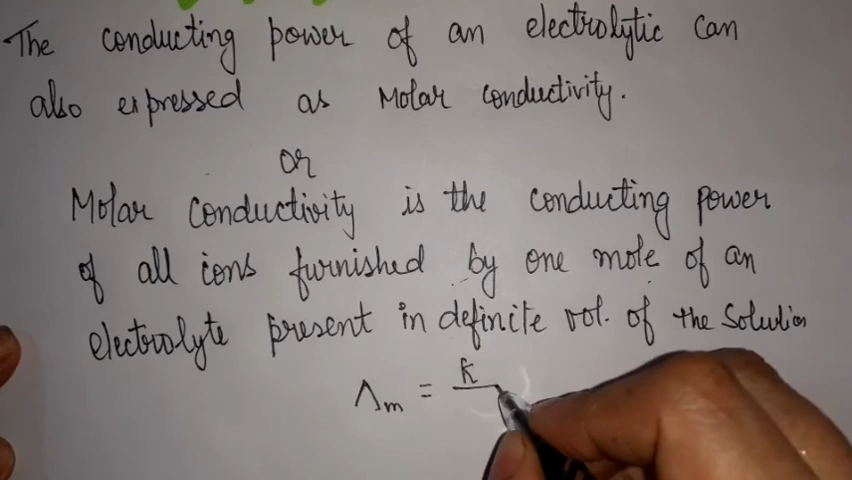 The conducting power of an electrolytic can
also expressed as Molar conductivity.
or
Molar Conductivity is the conducting power
of all ions furnished by one mole of an
electrolyte present in definite vol. of the Solution
Λm = K